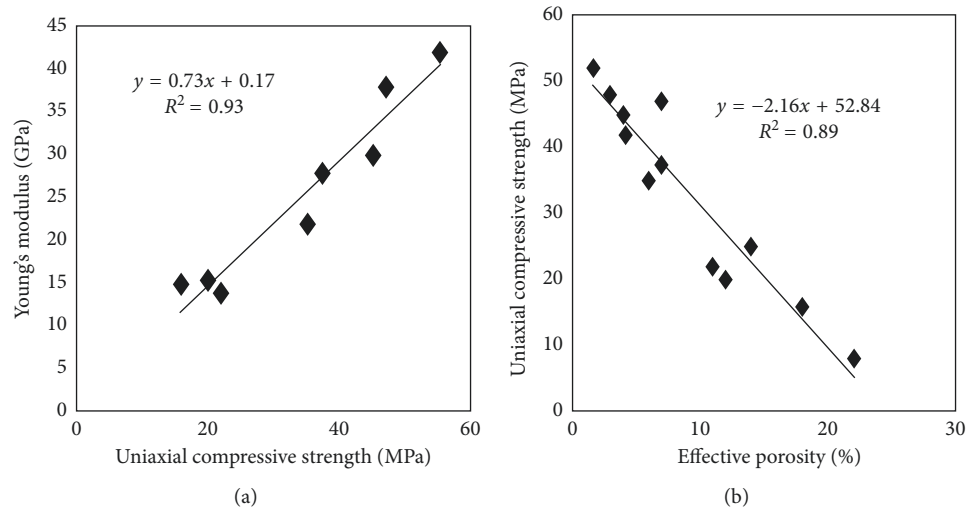 45
40
35
30
25
20
15
10
5
0
Young's modulus (GPa)
y = 0.73x + 0.17
R² = 0.93
0 20 40 60
Uniaxial compressive strength (MPa)
(a)
60
50
40
30
20
10
0
Uniaxial compressive strength (MPa)
y = −2.16x + 52.84
R² = 0.89
0 10 20 30
Effective porosity (%)
(b)